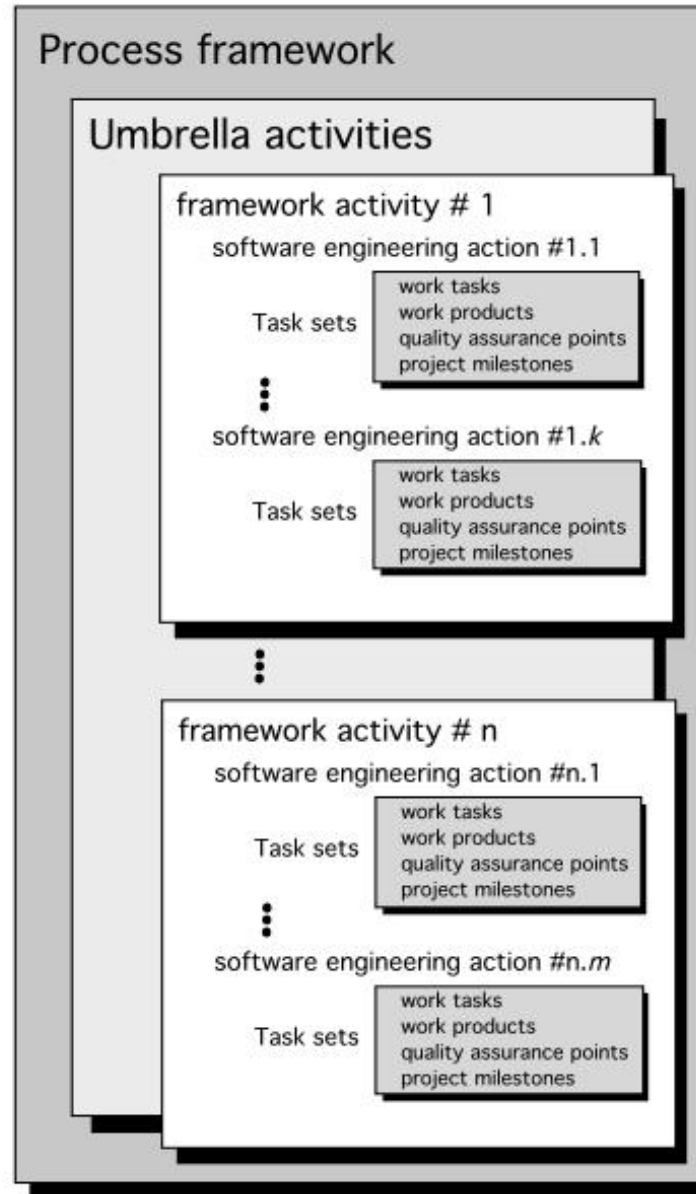 Process framework
Umbrella activities
framework activity # 1
software engineering action #1.1
Task sets
work tasks
work products
quality assurance points
project milestones
software engineering action #1.k
Task sets
work tasks
work products
quality assurance points
project milestones
framework activity # n
software engineering action #n.1
Task sets
work tasks
work products
quality assurance points
project milestones
software engineering action #n.m
Task sets
work tasks
work products
quality assurance points
project milestones